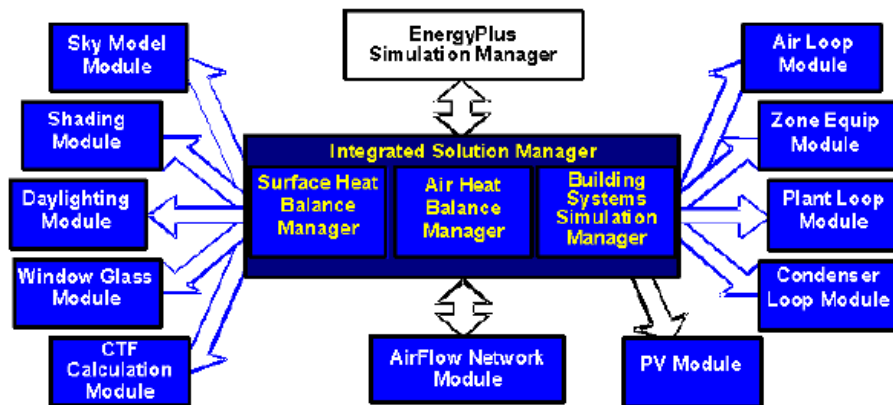 EnergyPlus
Simulation Manager
Sky Model
Module
Shading
Module
Daylighting
Module
Window Glass
Module
CTF
Calculation
Module
Integrated Solution Manager
Surface Heat
Balance
Manager
Air Heat
Balance
Manager
Building
Systems
Simulation
Manager
AirFlow Network
Module
PV Module
Air Loop
Module
Zone Equip
Module
Plant Loop
Module
Condenser
Loop Module